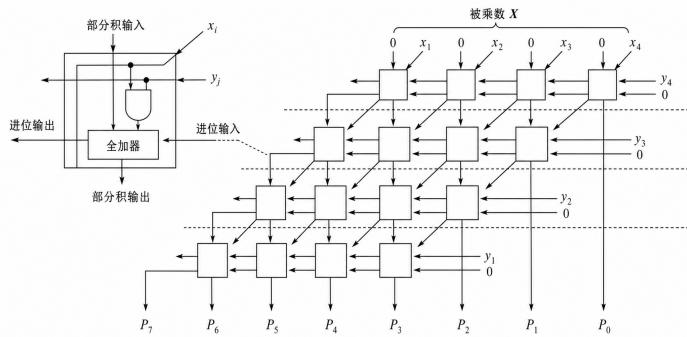 被乘数 X
部分积输入
x_i
0 x_1 0 x_2 0 x_3 0 x_4
y_j
y_4
0
进位输出
全加器
进位输入
y_3
0
部分积输出
y_2
0
y_1
0
P_7 P_6 P_5 P_4 P_3 P_2 P_1 P_0